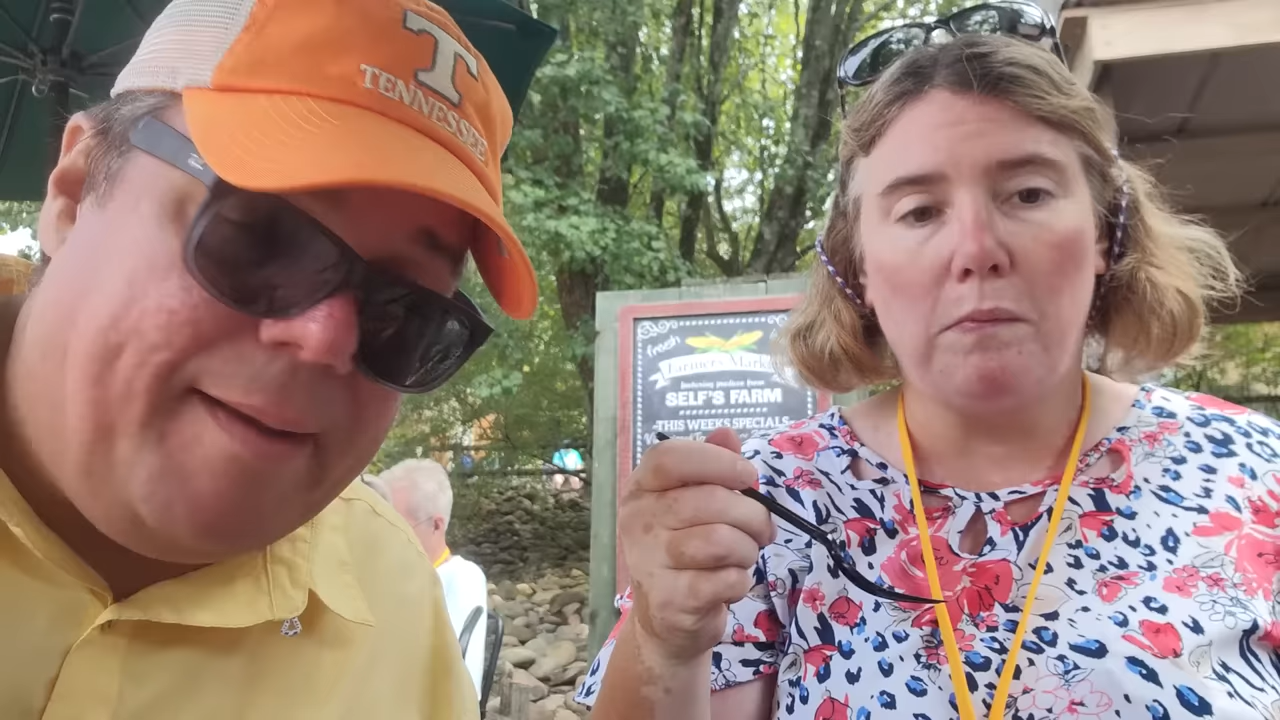 T
TENNESSEE
fresh
Farmers Market
featuring produce from
SELF'S FARM
THIS WEEKS SPECIALS